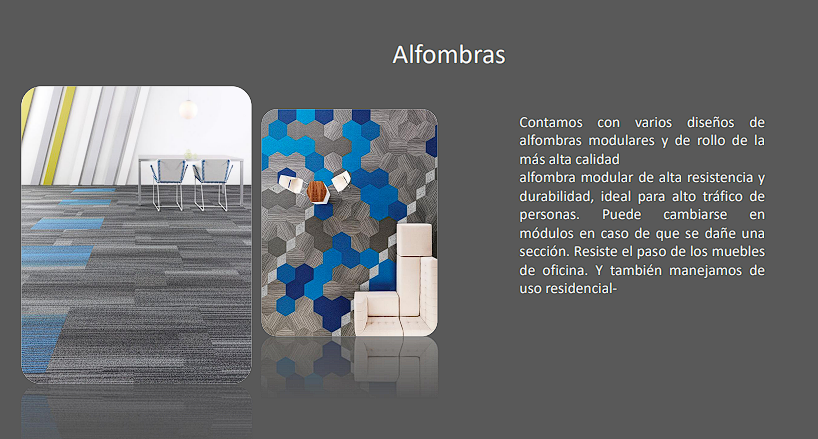 Alfombras
Contamos con varios diseños de
alfombras modulares y de rollo de la
más alta calidad
alfombra modular de alta resistencia y
durabilidad, ideal para alto tráfico de
personas. Puede cambiarse en
módulos en caso de que se dañe una
sección. Resiste el paso de los muebles
de oficina. Y también manejamos de
uso residencial-